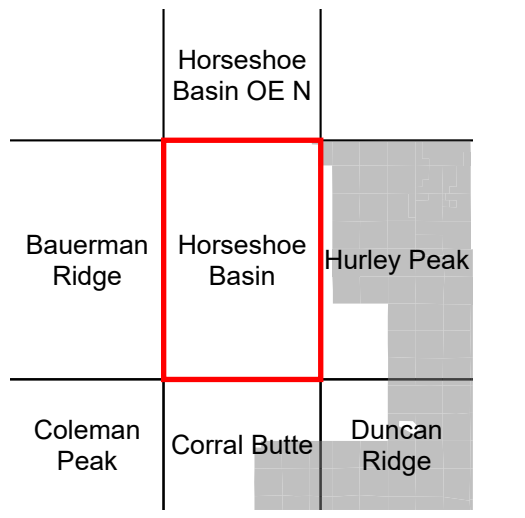 Horseshoe
Basin OE N
Bauerman
Ridge
Horseshoe
Basin
Hurley Peak
Coleman
Peak
Corral Butte
Duncan
Ridge